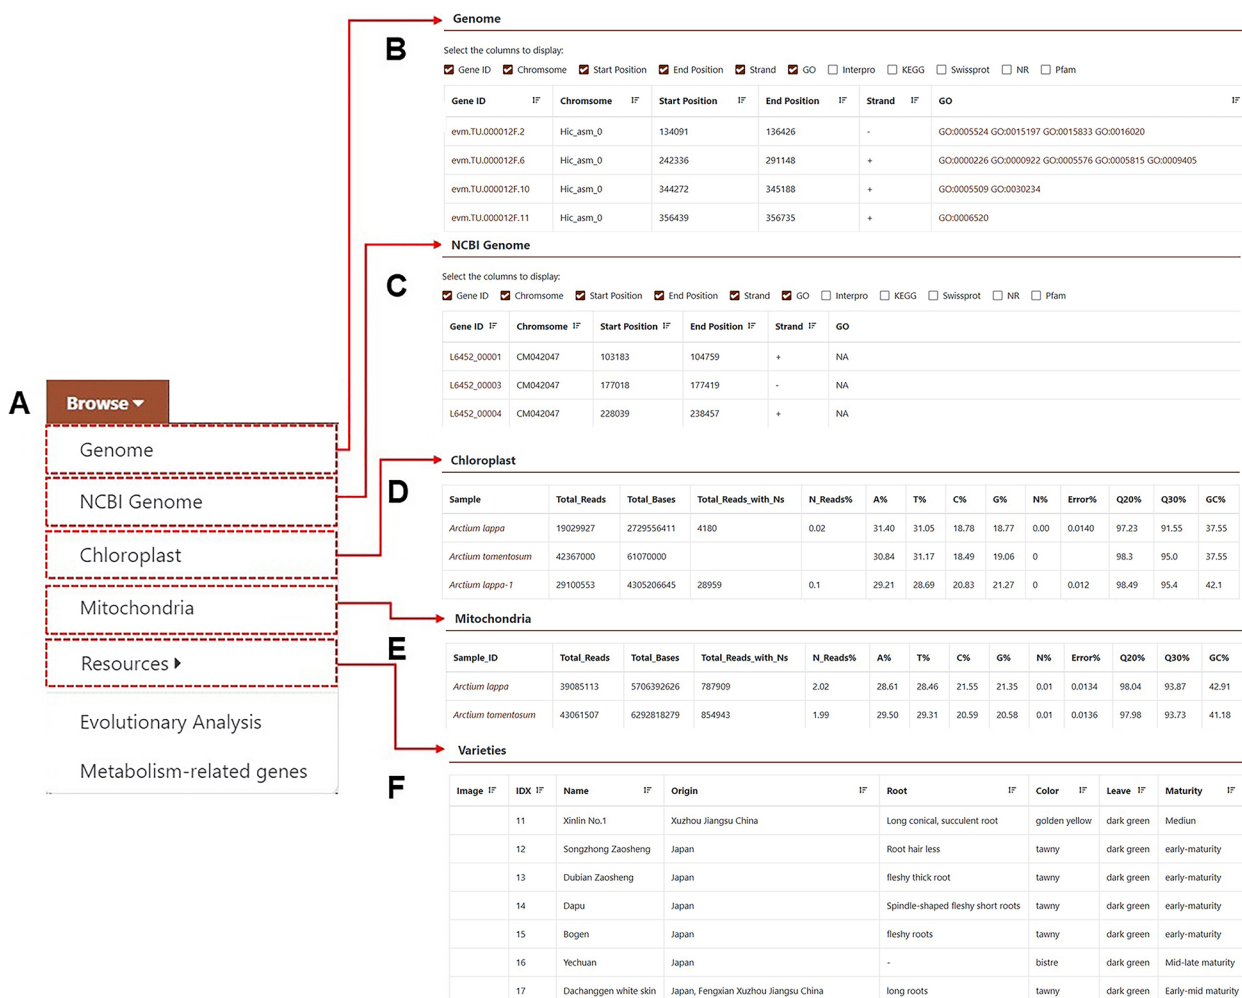 A
Browse
Genome
NCBI Genome
Chloroplast
Mitochondria
Resources
Evolutionary Analysis
Metabolism-related genes
B
Genome
Select the columns to display:
Gene ID Chromsome Start Position End Position Strand GO Interpro KEGG Swissprot NR Pfam
Gene ID Chromsome Start Position End Position Strand GO
evm.TU.000012F.2 Hic_asm_0 134091 136426 - GO:0005524 GO:0015197 GO:0015833 GO:0016020
evm.TU.000012F.6 Hic_asm_0 242336 291148 + GO:0000226 GO:0000922 GO:0005576 GO:0005815 GO:0009405
evm.TU.000012F.10 Hic_asm_0 344272 345188 + GO:0005509 GO:0030234
evm.TU.000012F.11 Hic_asm_0 356439 356735 + GO:0006520
C
NCBI Genome
Select the columns to display:
Gene ID Chromsome Start Position End Position Strand GO Interpro KEGG Swissprot NR Pfam
Gene ID Chromsome Start Position End Position Strand GO
L6452_00001 CM042047 103183 104759 + NA
L6452_00003 CM042047 177018 177419 - NA
L6452_00004 CM042047 228039 238457 + NA
D
Chloroplast
Sample Total_Reads Total_Bases Total_Reads_with_Ns N_Reads% A% T% C% G% N% Error% Q20% Q30% GC%
Arctium lappa 19029927 2729556411 4180 0.02 31.40 31.05 18.78 18.77 0.00 0.0140 97.23 91.55 37.55
Arctium tomentosum 42367000 61070000 30.84 31.17 18.49 19.06 0 98.3 95.0 37.55
Arctium lappa-1 29100553 4305206645 28959 0.1 29.21 28.69 20.83 21.27 0 0.012 98.49 95.4 42.1
E
Mitochondria
Sample_ID Total_Reads Total_Bases Total_Reads_with_Ns N_Reads% A% T% C% G% N% Error% Q20% Q30% GC%
Arctium lappa 39085113 5706392626 787909 2.02 28.61 28.46 21.55 21.35 0.01 0.0134 98.04 93.87 42.91
Arctium tomentosum 43061507 6292818279 854943 1.99 29.50 29.31 20.59 20.58 0.01 0.0136 97.98 93.73 41.18
F
Varieties
Image IDX Name Origin Root Color Leave Maturity
11 Xinlin No.1 Xuzhou Jiangsu China Long conical, succulent root golden yellow dark green Mediun
12 Songzhong Zaosheng Japan Root hair less tawny dark green early-maturity
13 Dubian Zaosheng Japan fleshy thick root tawny dark green early-maturity
14 Dapu Japan Spindle-shaped fleshy short roots tawny dark green early-maturity
15 Bogen Japan fleshy roots tawny dark green early-maturity
16 Yechuan Japan - bistre dark green Mid-late maturity
17 Dachanggen white skin Japan, Fengxian Xuzhou Jiangsu China long roots tawny dark green Early-mid maturity